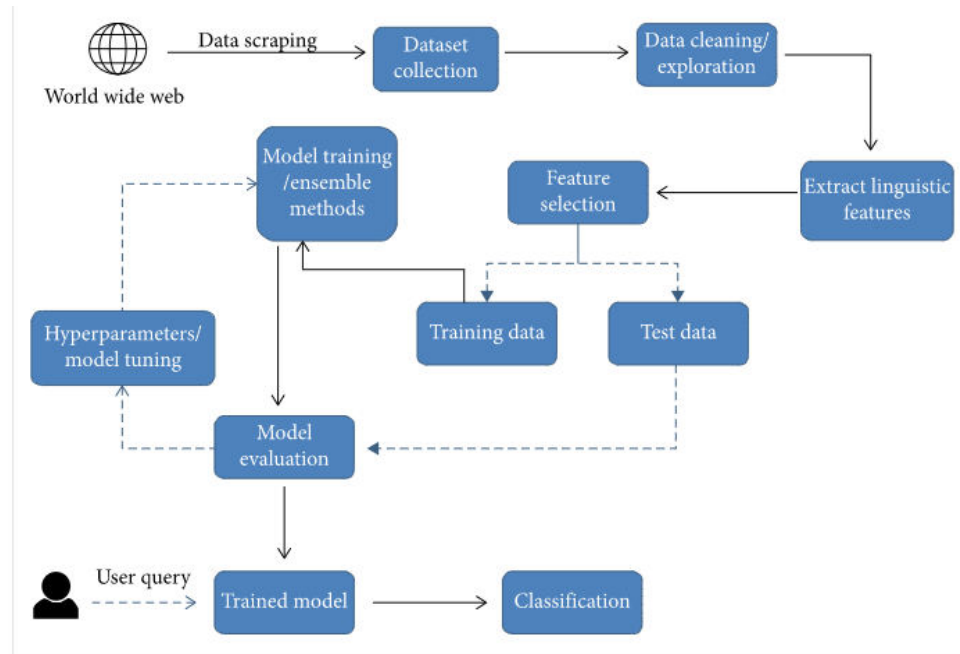 Data scraping
World wide web
Dataset
collection
Data cleaning/
exploration
Model training
/ensemble
methods
Feature
selection
Extract linguistic
features
Hyperparameters/
model tuning
Training data
Test data
Model
evaluation
User query
Trained model
Classification